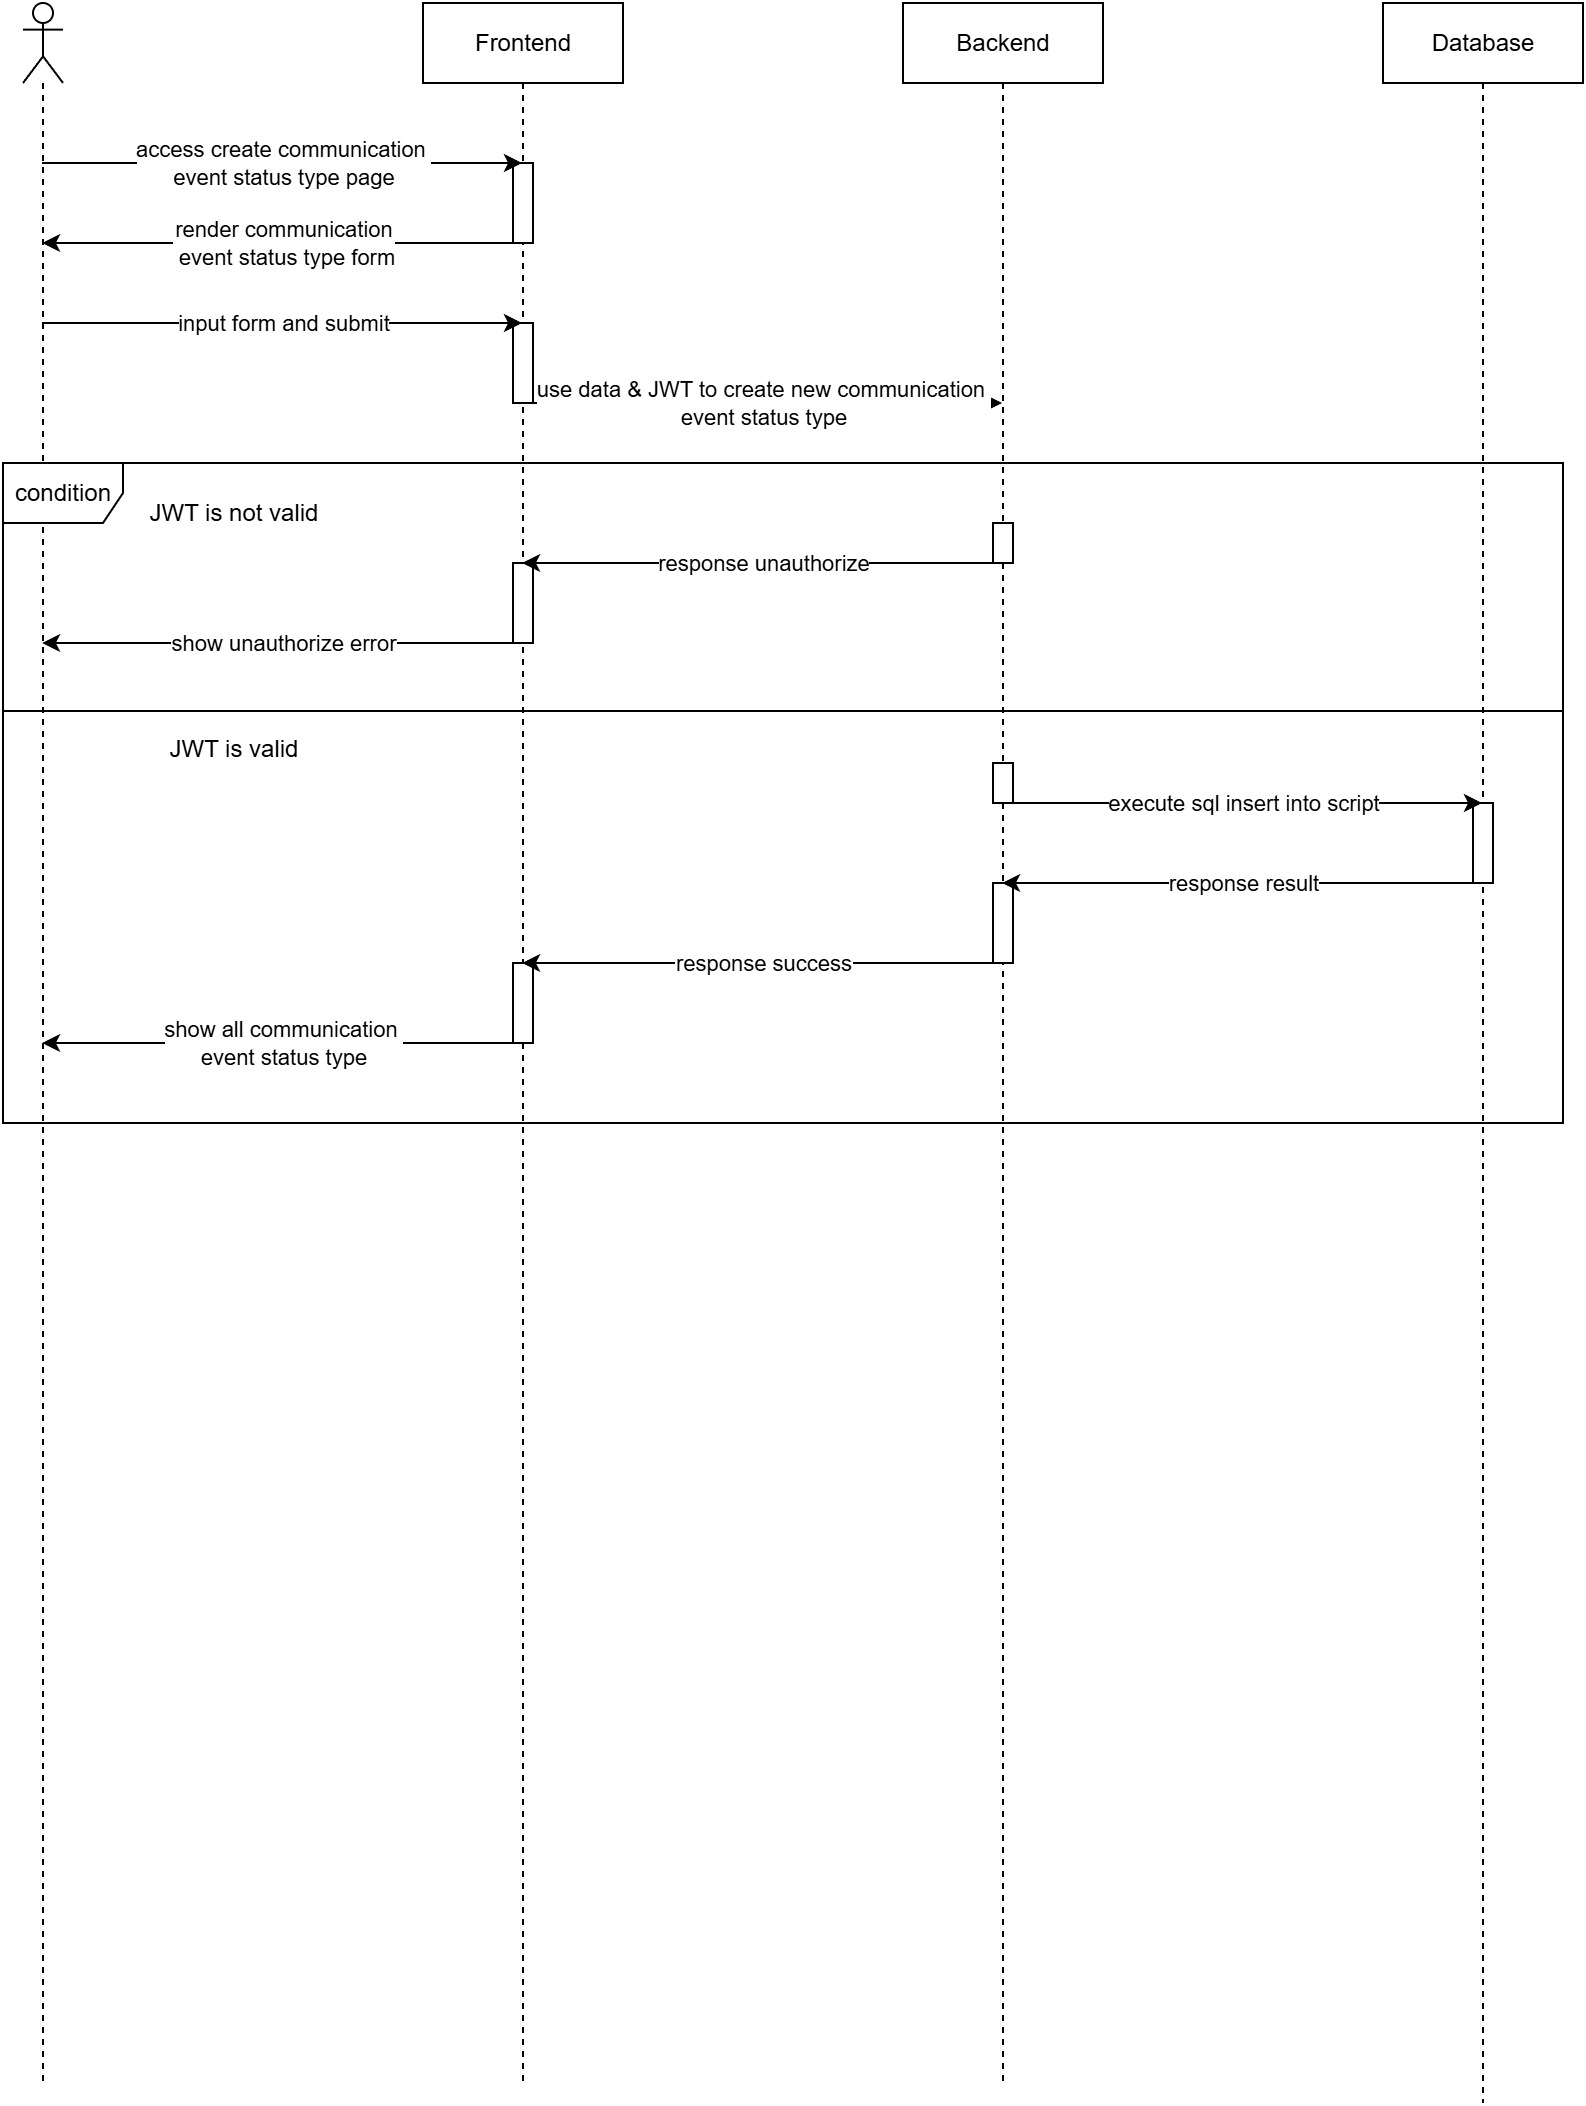 Frontend
Backend
Database
access create communication
event status type page
render communication
event status type form
input form and submit
use data & JWT to create new communication
event status type
condition
JWT is not valid
response unauthorize
show unauthorize error
JWT is valid
execute sql insert into script
response result
response success
show all communication
event status type